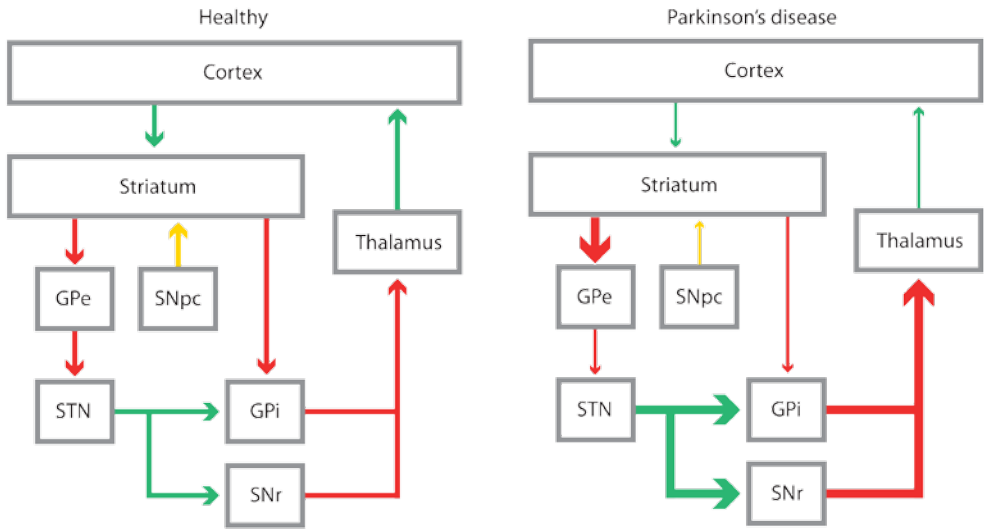 Healthy
Cortex
Striatum
Thalamus
GPe
SNpc
STN
GPi
SNr
Parkinson's disease
Cortex
Striatum
Thalamus
GPe
SNpc
STN
GPi
SNr